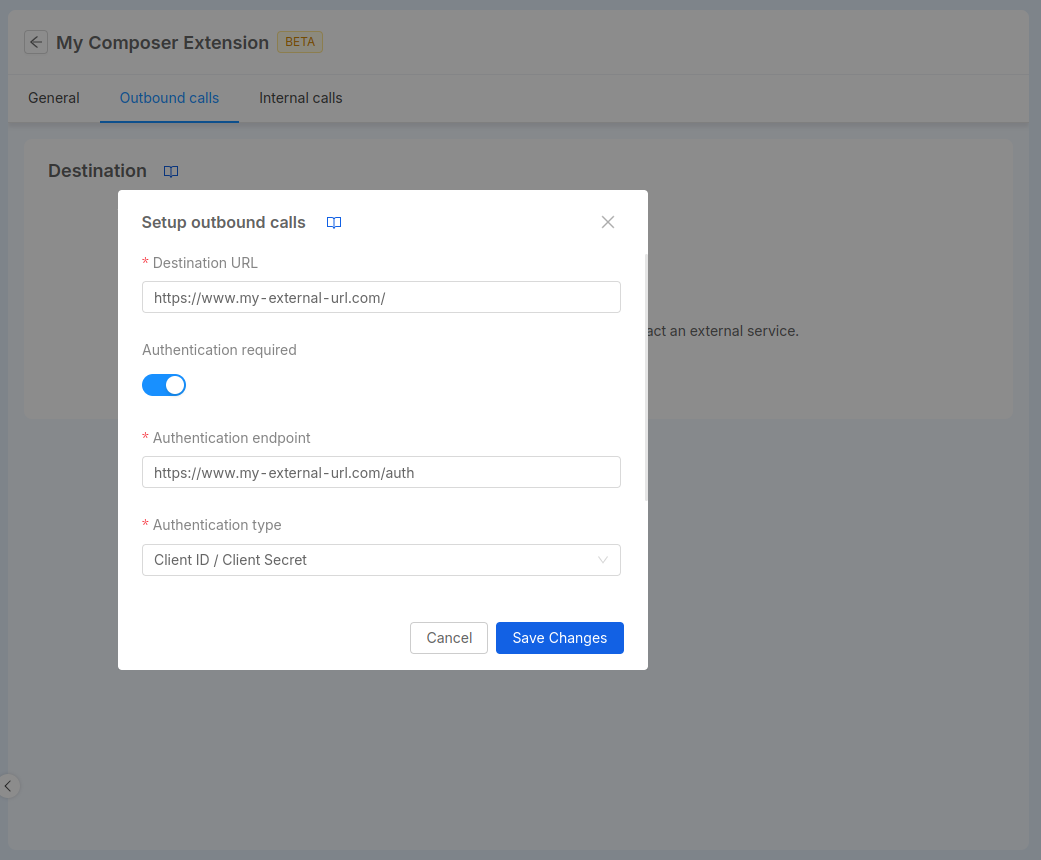 My Composer Extension BETA
General Outbound calls Internal calls
Destination
Setup outbound calls
* Destination URL
https://www.my-external-url.com/
act an external service.
Authentication required
* Authentication endpoint
https://www.my-external-url.com/auth
* Authentication type
Client ID / Client Secret
Cancel Save Changes